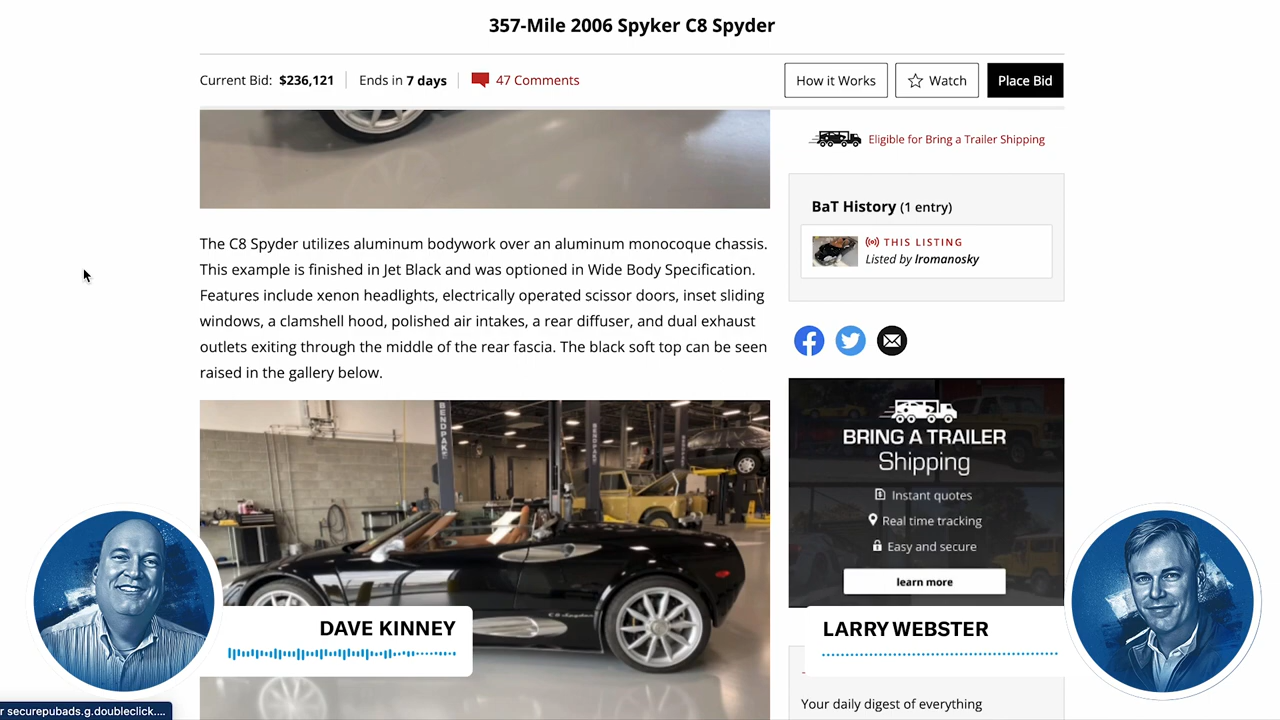 357-Mile 2006 Spyker C8 Spyder
Current Bid: $236,121
Ends in 7 days
47 Comments
How it Works
Watch
Place Bid
Eligible for Bring a Trailer Shipping
BaT History (1 entry)
THIS LISTING
Listed by lromanosky
The C8 Spyder utilizes aluminum bodywork over an aluminum monocoque chassis.
This example is finished in Jet Black and was optioned in Wide Body Specification.
Features include xenon headlights, electrically operated scissor doors, inset sliding
windows, a clamshell hood, polished air intakes, a rear diffuser, and dual exhaust
outlets exiting through the middle of the rear fascia. The black soft top can be seen
raised in the gallery below.
BRING A TRAILER
Shipping
Instant quotes
Real time tracking
Easy and secure
learn more
BENDPAK
BENDPAK
C8 Spyder
DAVE KINNEY
LARRY WEBSTER
Your daily digest of everything
r securepubads.g.doubleclick....